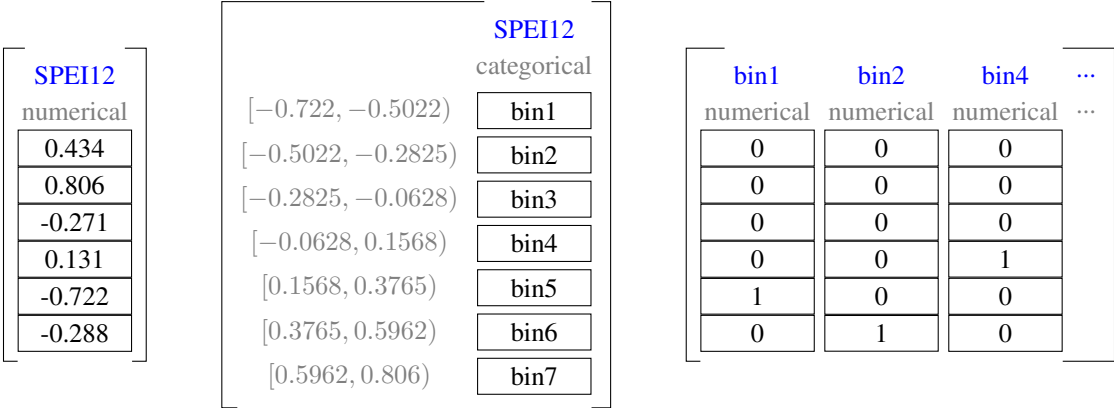 SPEI12
numerical
0.434
0.806
-0.271
0.131
-0.722
-0.288
SPEI12
categorical
[−0.722, −0.5022) bin1
[−0.5022, −0.2825) bin2
[−0.2825, −0.0628) bin3
[−0.0628, 0.1568) bin4
[0.1568, 0.3765) bin5
[0.3765, 0.5962) bin6
[0.5962, 0.806) bin7
bin1 bin2 bin4 ...
numerical numerical numerical ...
0 0 0
0 0 0
0 0 0
0 0 1
1 0 0
0 1 0